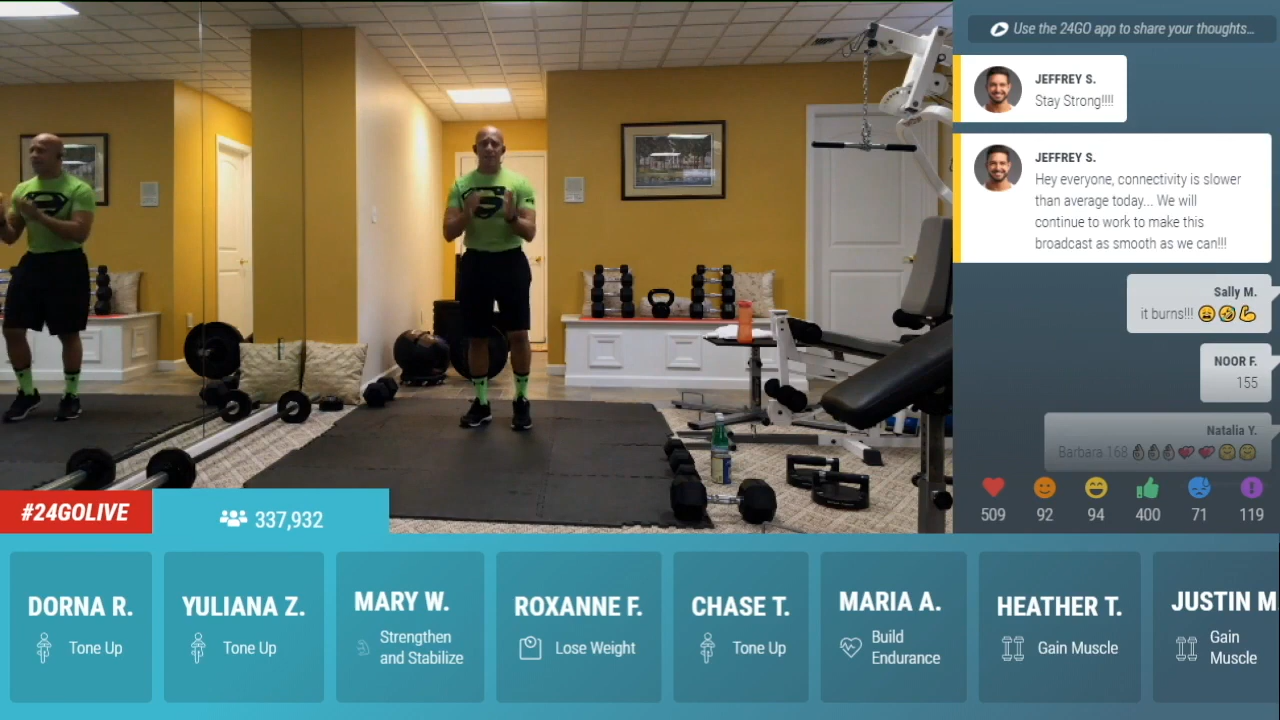 Use the 24GO app to share your thoughts...
JEFFREY S.
Stay Strong!!!!
JEFFREY S.
Hey everyone, connectivity is slower
than average today... We will
continue to work to make this
broadcast as smooth as we can!!!
Sally M.
it burns!!! 😩🤣💪
NOOR F.
155
Natalia Y.
Barbara 168 👌👌👌💗💗🤗🤗
509
92
94
400
71
119
#24GOLIVE
337,932
DORNA R.
Tone Up
YULIANA Z.
Tone Up
MARY W.
Strengthen
and Stabilize
ROXANNE F.
Lose Weight
CHASE T.
Tone Up
MARIA A.
Build
Endurance
HEATHER T.
Gain Muscle
JUSTIN M
Gain
Muscle